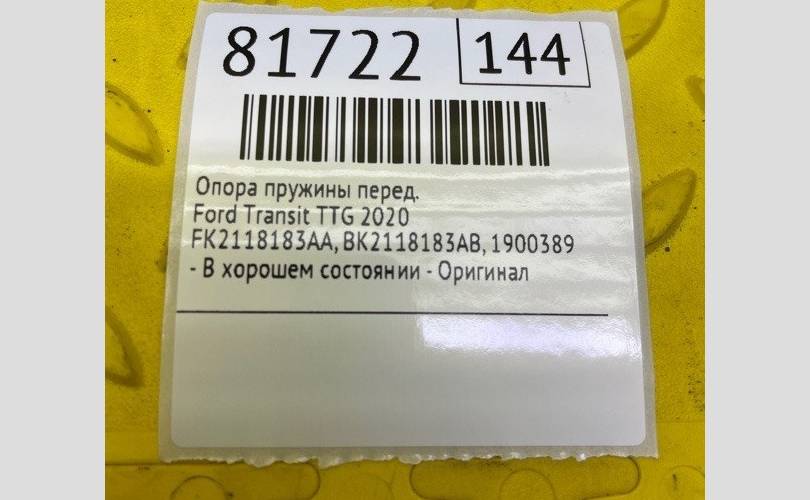 81722 144
Опора пружины перед.
Ford Transit TTG 2020
FK2118183AA, BK2118183AB, 1900389
- В хорошем состоянии - Оригинал